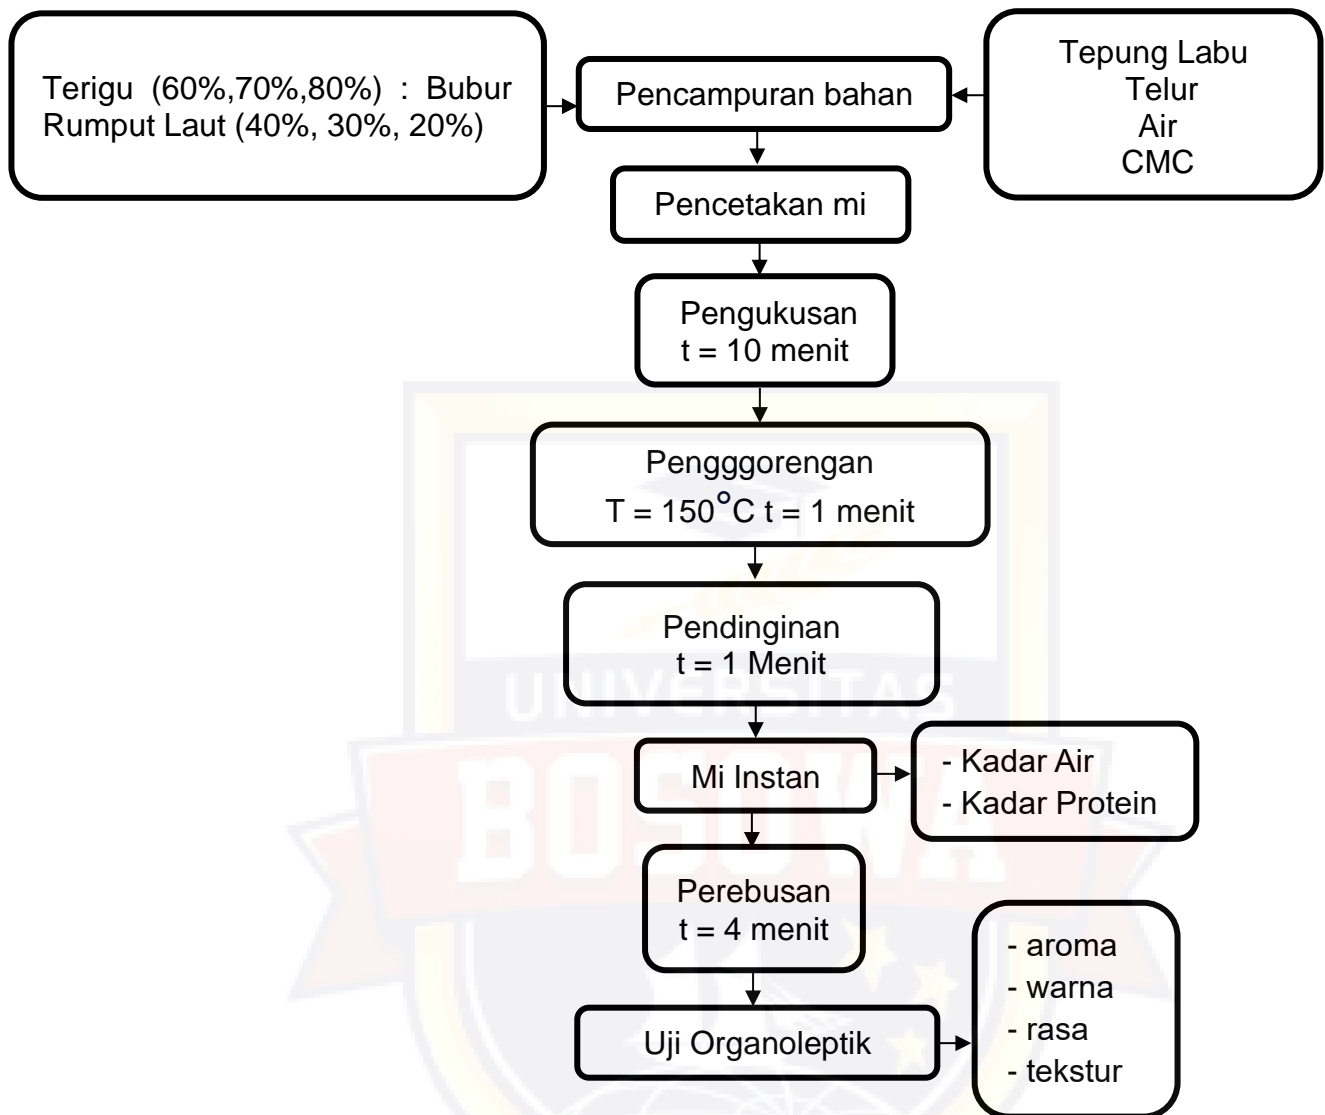 Terigu (60%,70%,80%) : Bubur
Rumput Laut (40%, 30%, 20%)
Pencampuran bahan
Tepung Labu
Telur
Air
CMC
Pencetakan mi
Pengukusan
t = 10 menit
Pengggorengan
T = 150°C t = 1 menit
Pendinginan
t = 1 Menit
UNIVERSITAS
BOSOWA
Mi Instan
- Kadar Air
- Kadar Protein
Perebusan
t = 4 menit
Uji Organoleptik
- aroma
- warna
- rasa
- tekstur